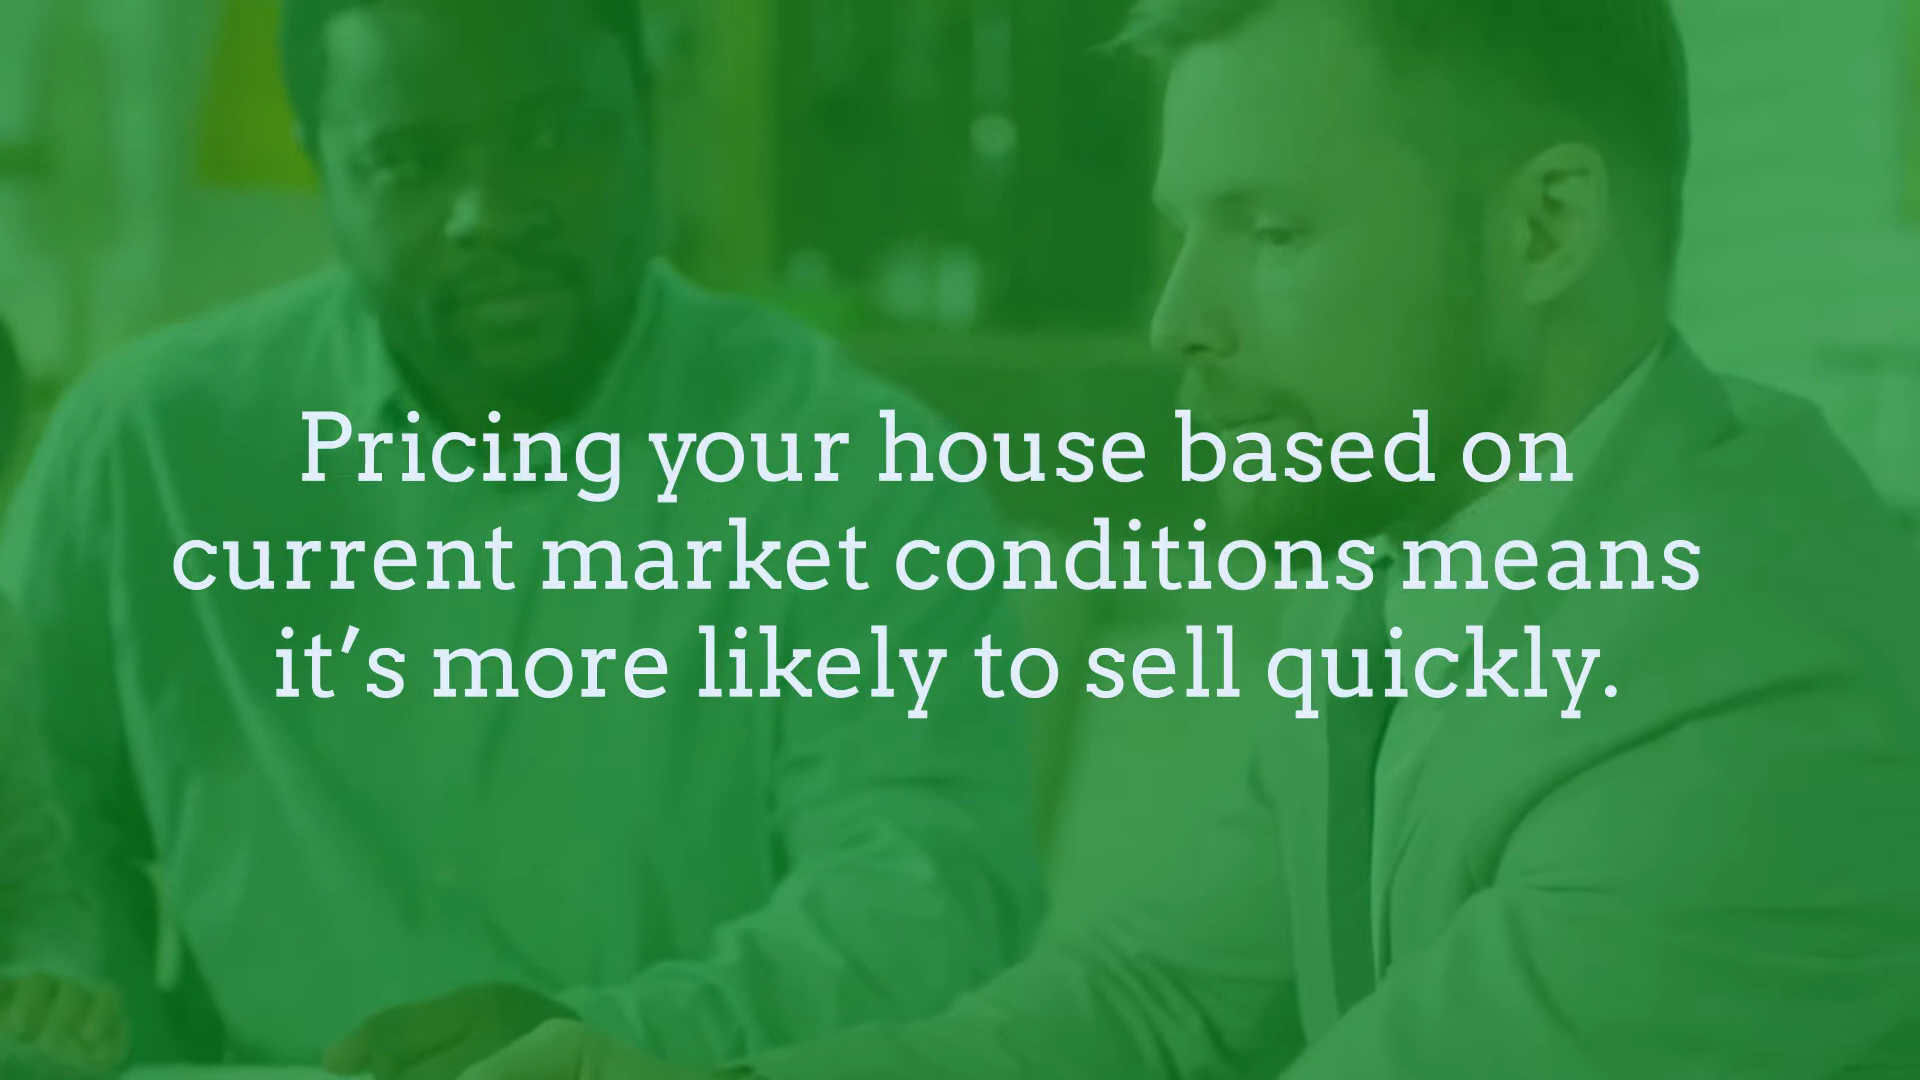 Pricing your house based on
current market conditions means
it’s more likely to sell quickly.